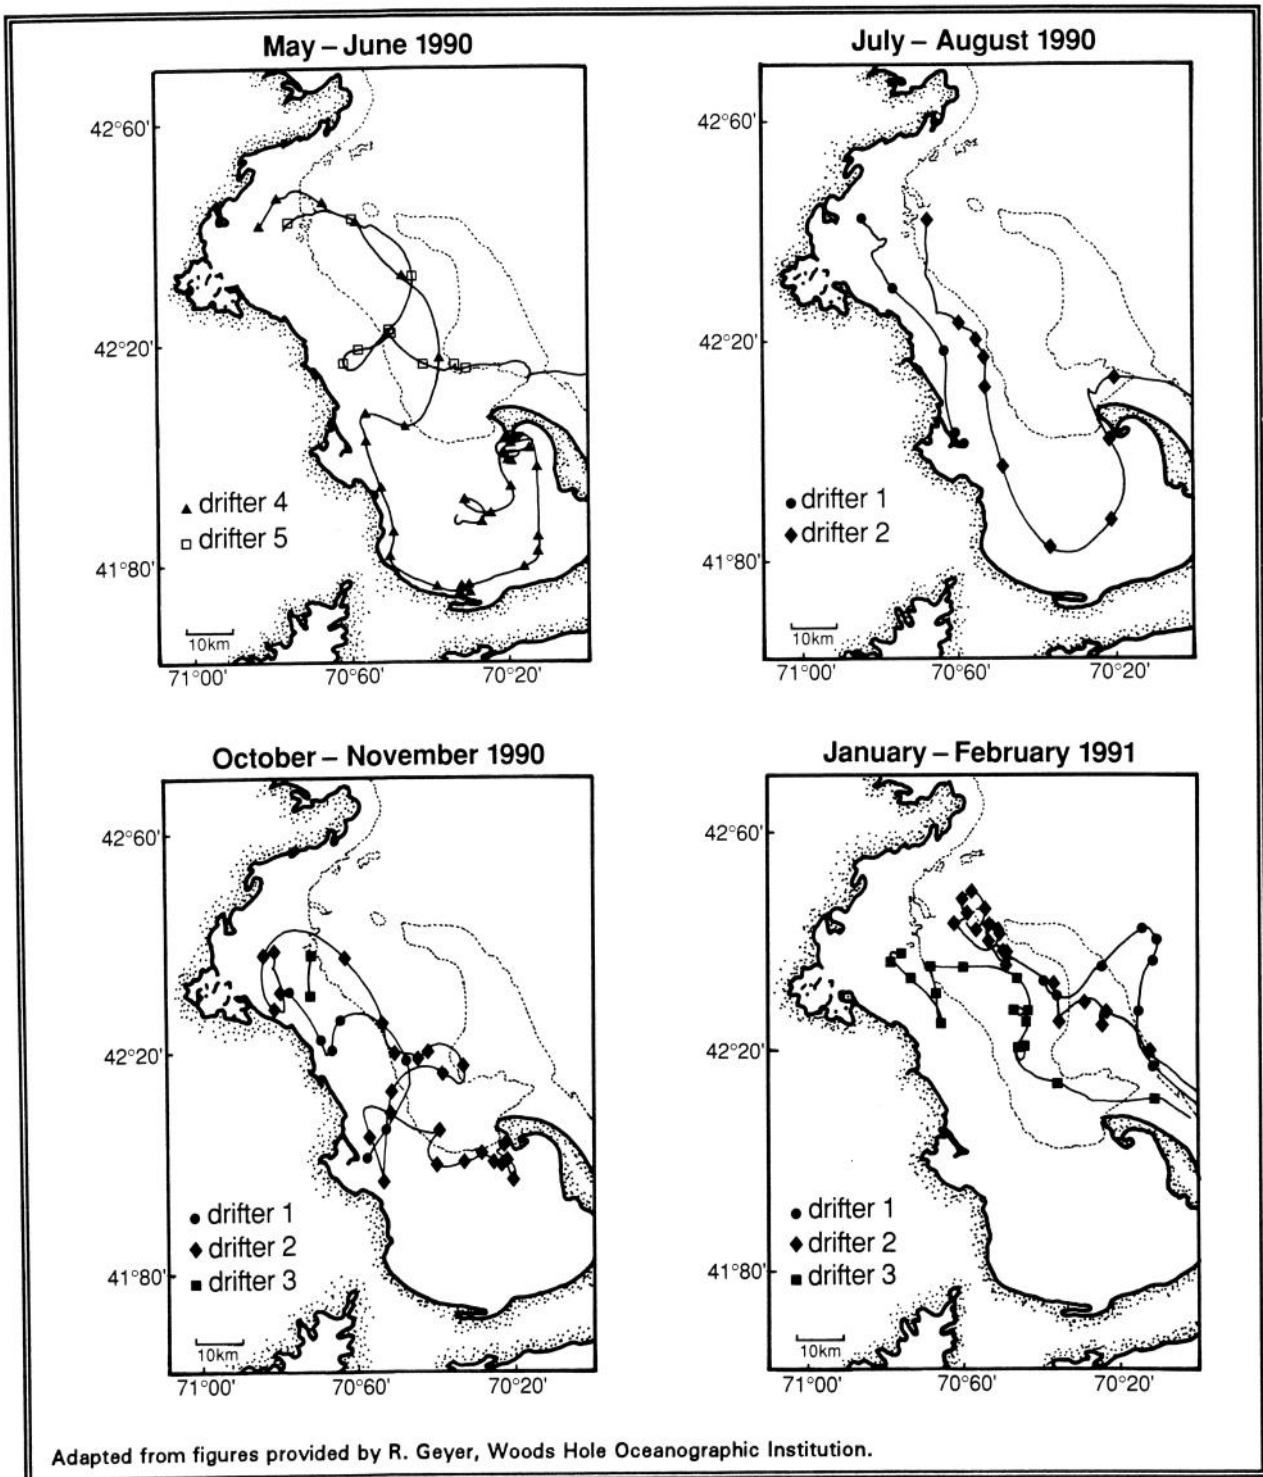 May – June 1990
42°60'
42°20'
41°80'
▲ drifter 4
□ drifter 5
10km
71°00' 70°60' 70°20'
July – August 1990
42°60'
42°20'
41°80'
● drifter 1
◆ drifter 2
10km
71°00' 70°60' 70°20'
October – November 1990
42°60'
42°20'
41°80'
● drifter 1
◆ drifter 2
■ drifter 3
10km
71°00' 70°60' 70°20'
January – February 1991
42°60'
42°20'
41°80'
● drifter 1
◆ drifter 2
■ drifter 3
10km
71°00' 70°60' 70°20'
Adapted from figures provided by R. Geyer, Woods Hole Oceanographic Institution.